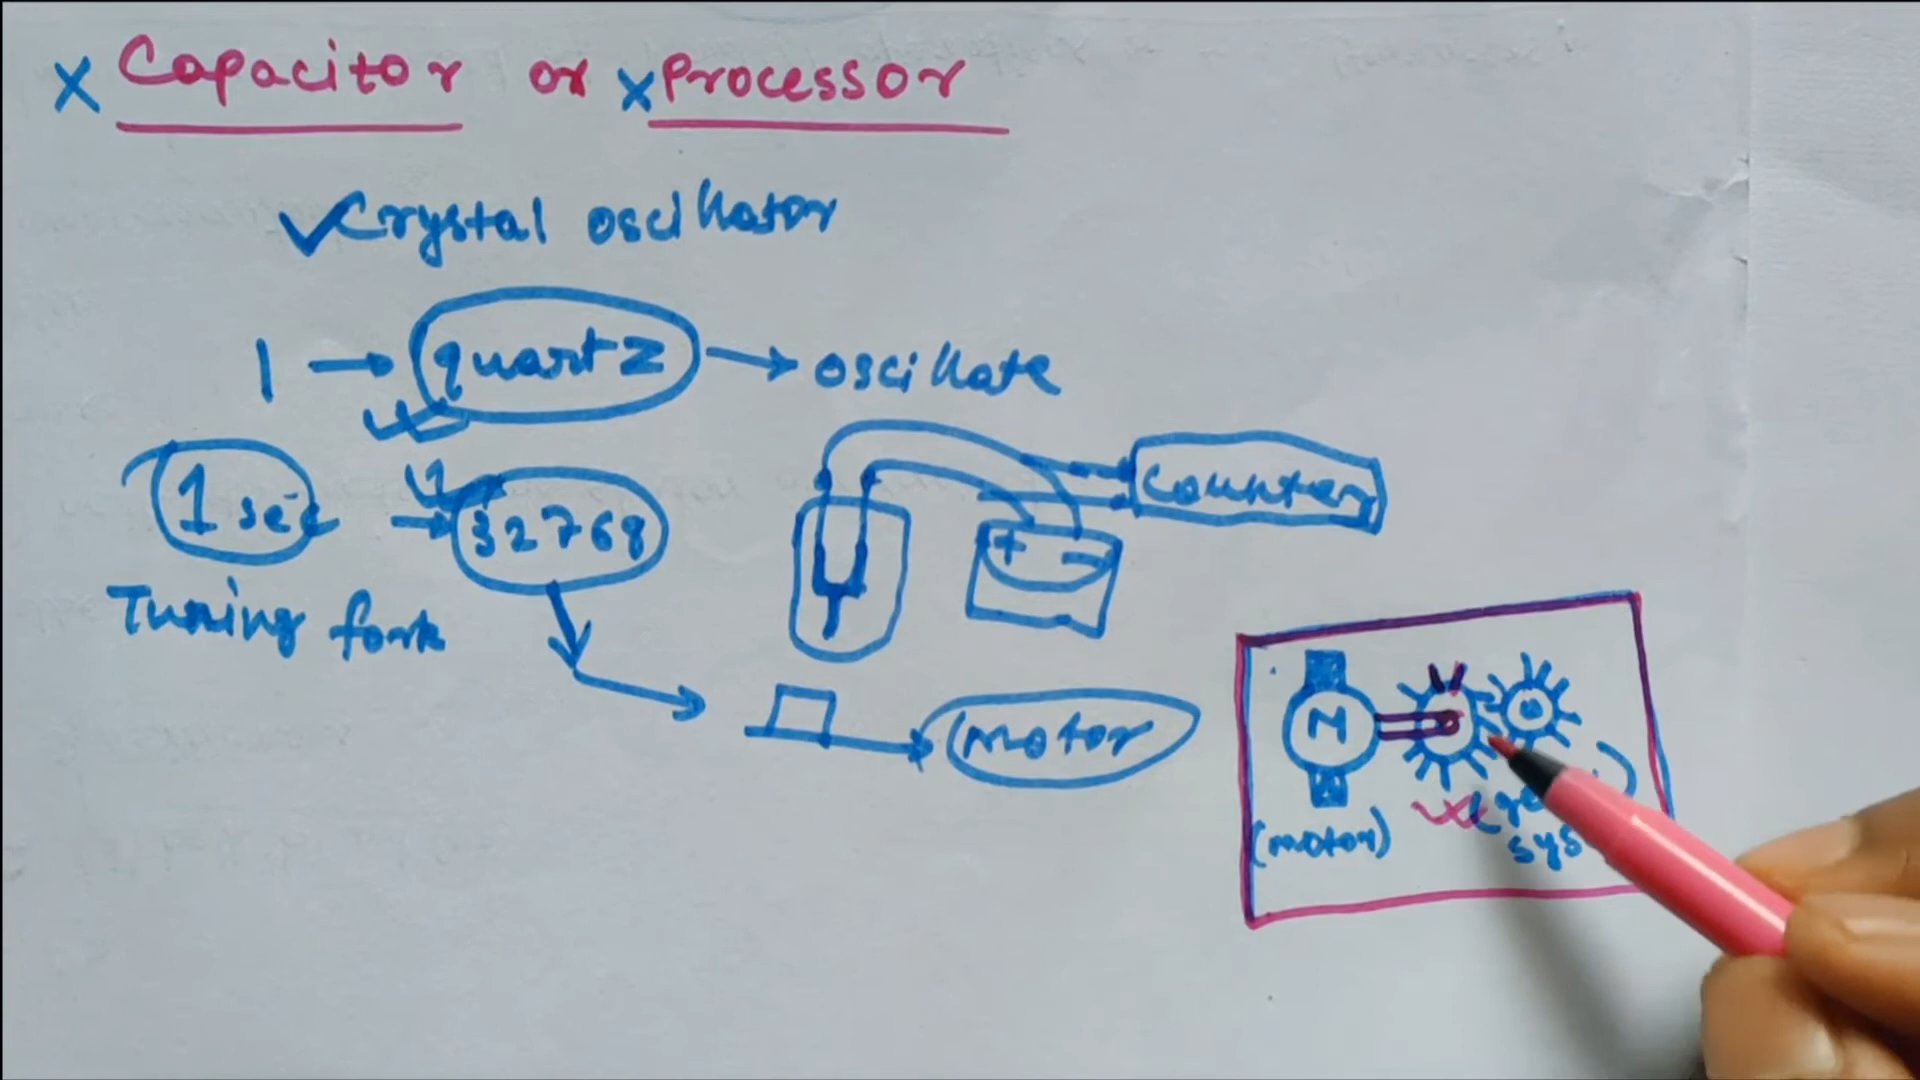 x Capacitor or x Processor
✓ Crystal oscillator
1 → quartz → oscillate
1 sec → 32768
Counter
+ -
Tuning fork
motor
M
(motor)
sys